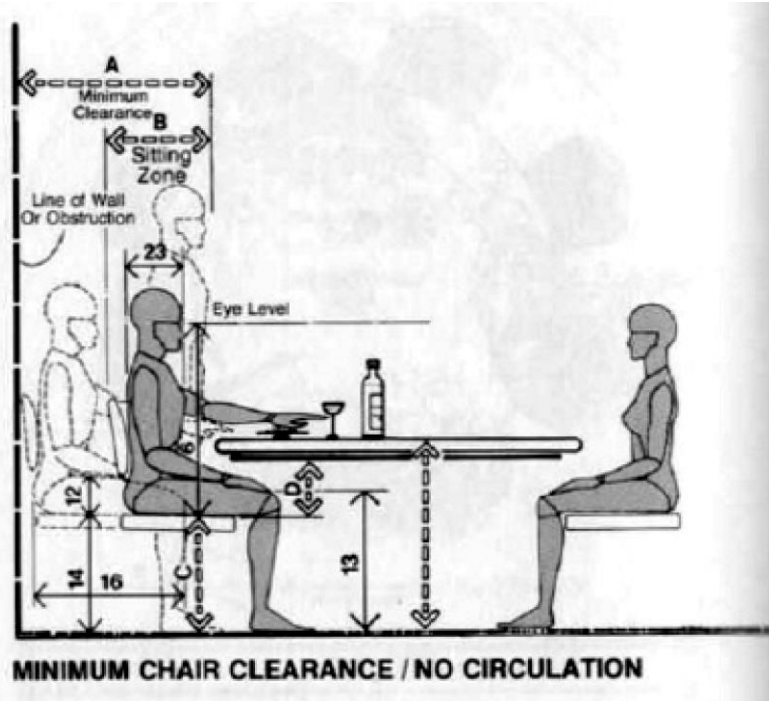 A
Minimum
Clearance
B
Sitting
Zone
Line of Wall
Or Obstruction
23
Eye Level
6
D
12
C
13
14
16
MINIMUM CHAIR CLEARANCE / NO CIRCULATION